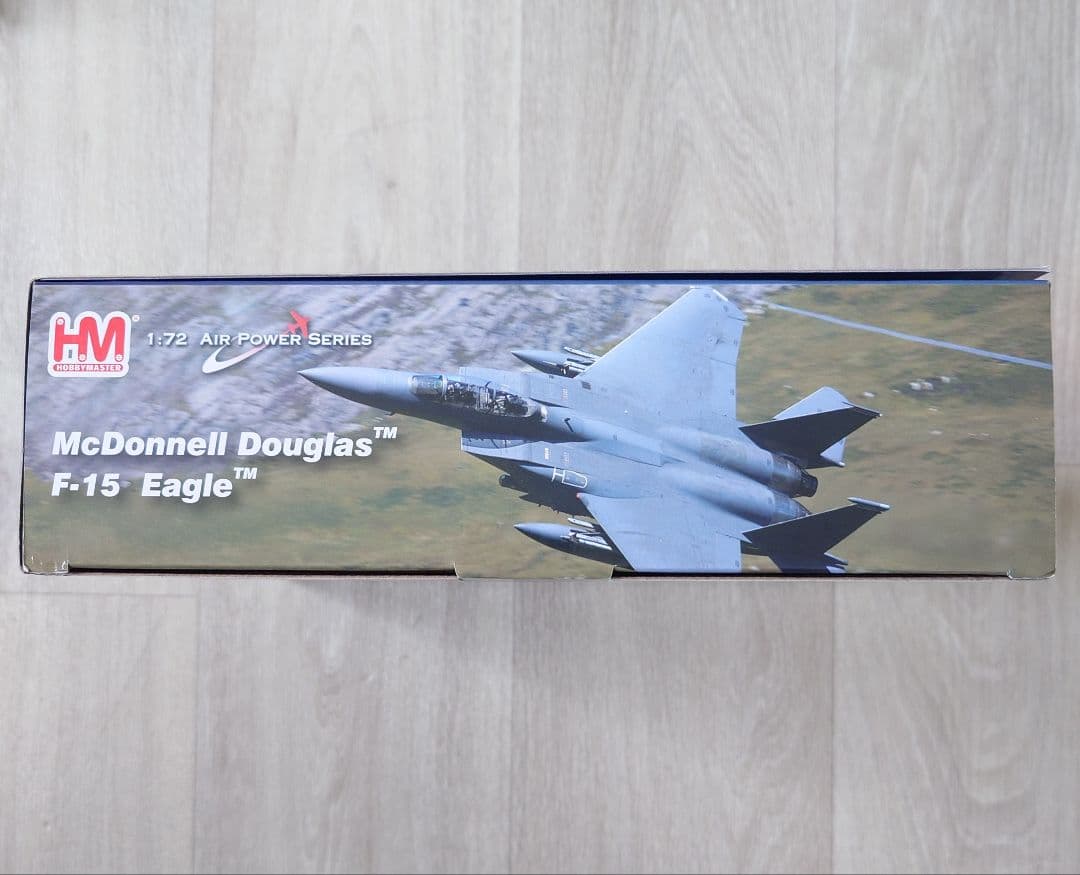 HM
HOBBYMASTER
1:72 AIR POWER SERIES
McDonnell Douglas™
F-15 Eagle™